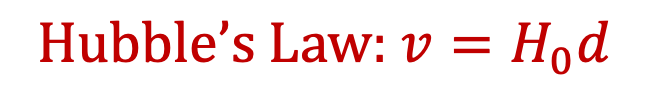 Hubble’s Law: 𝑣 = 𝐻₀𝑑